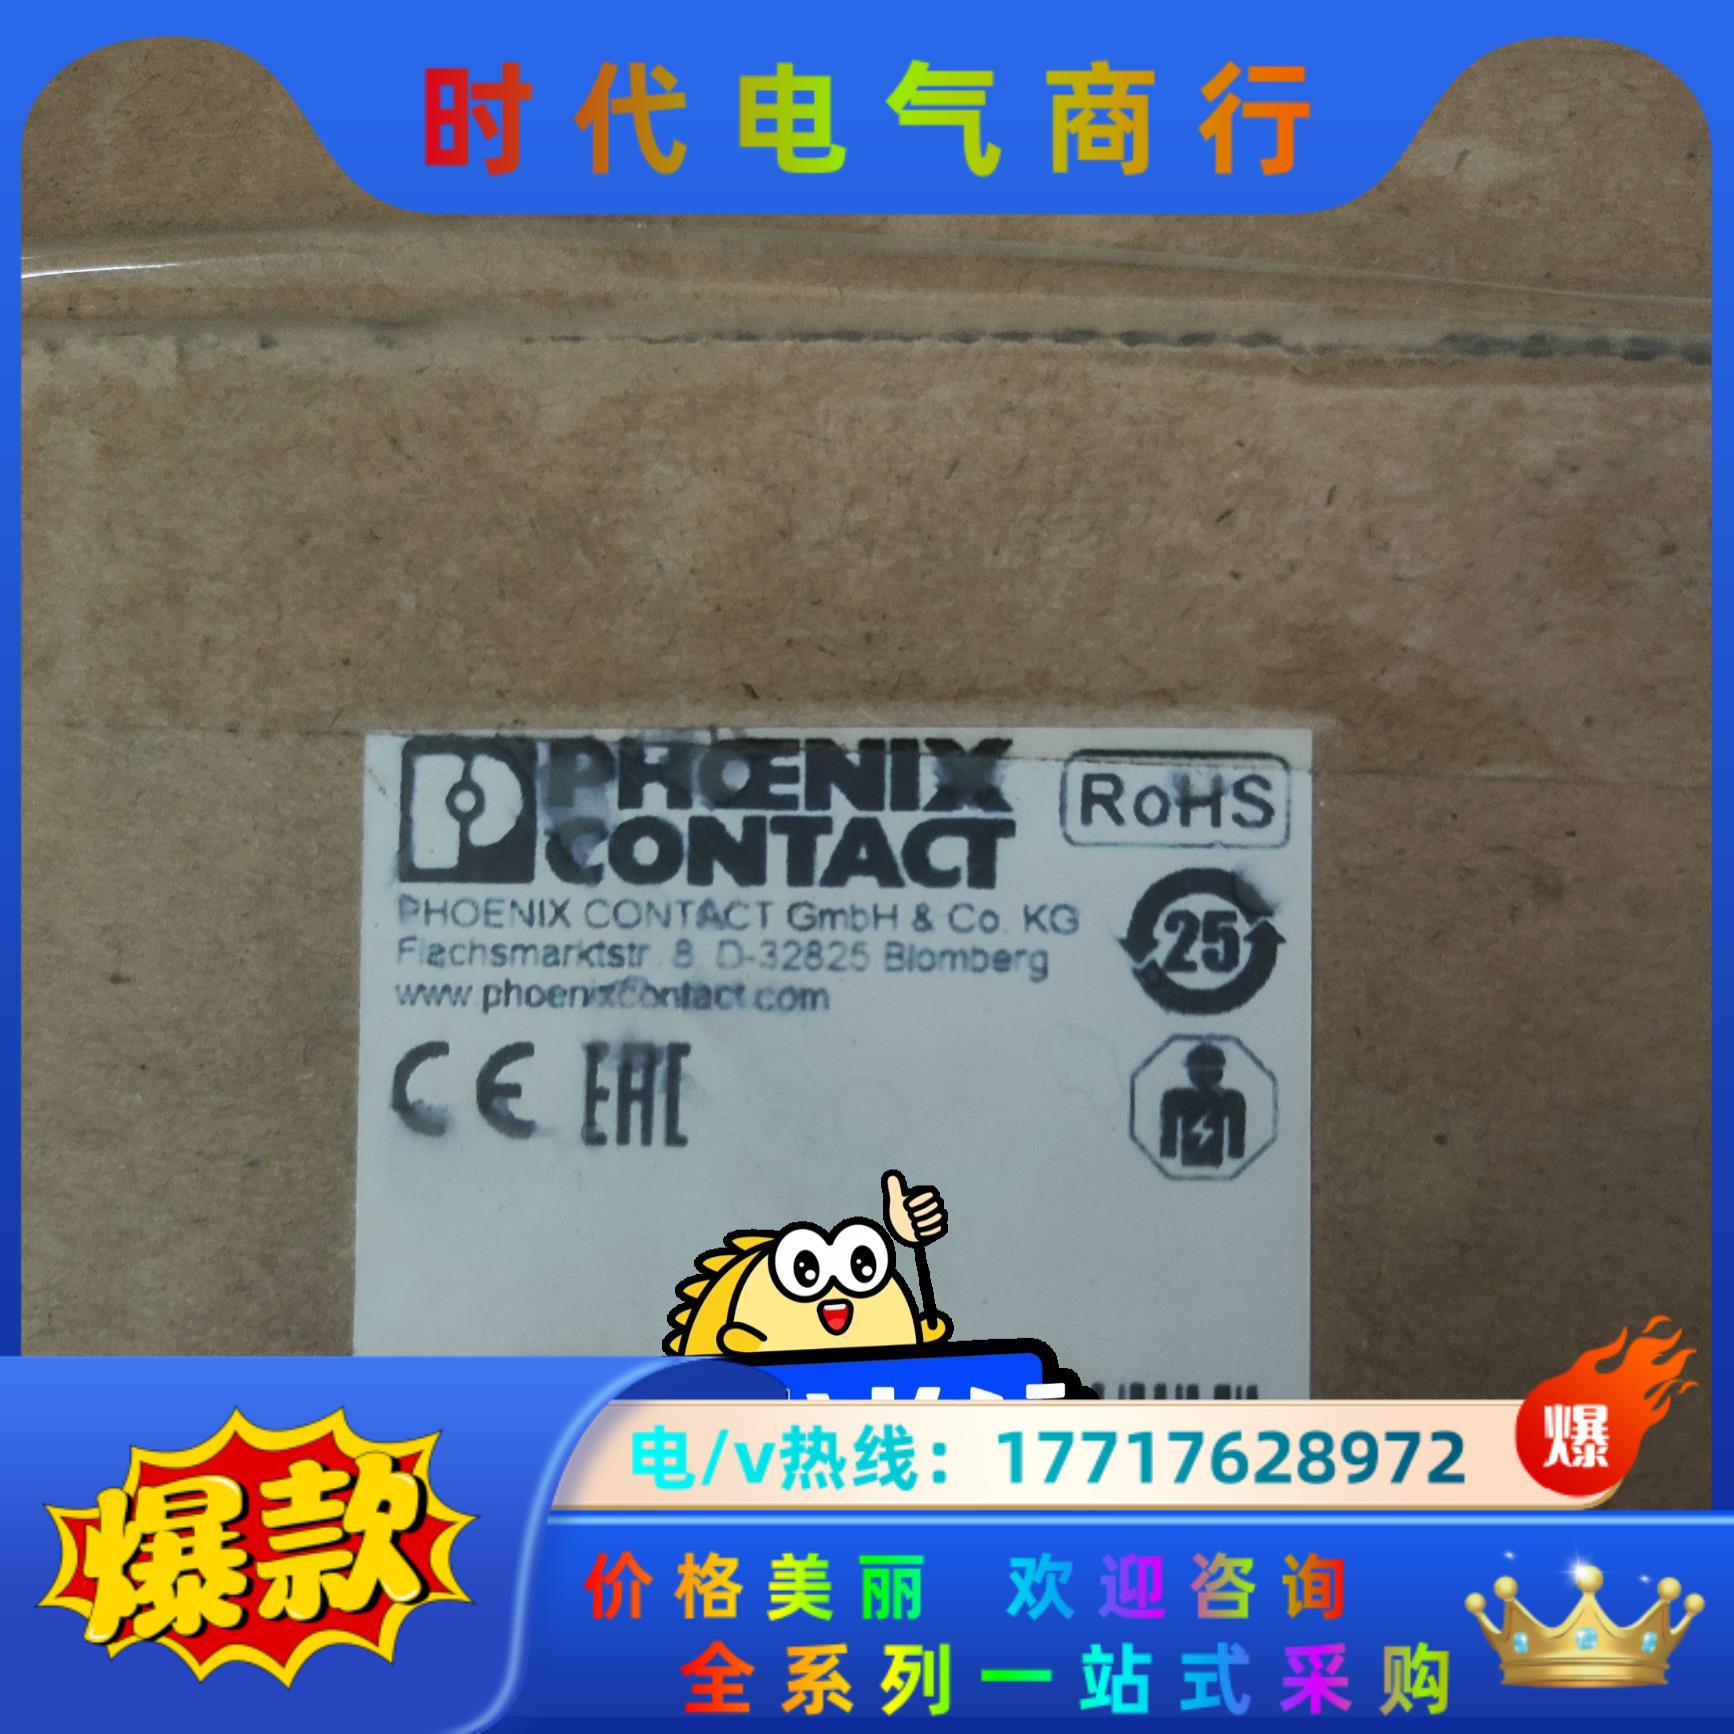 时代电气商行
PHOENIX
CONTACT
RoHS
PHOENIX CONTACT GmbH & Co. KG
Flachsmarktstr. 8, D-32825 Blomberg
www.phoenixcontact.com
25
CE EAC
电/v热线：17717628972
爆
爆款
价格美丽 欢迎咨询
全系列一站式采购